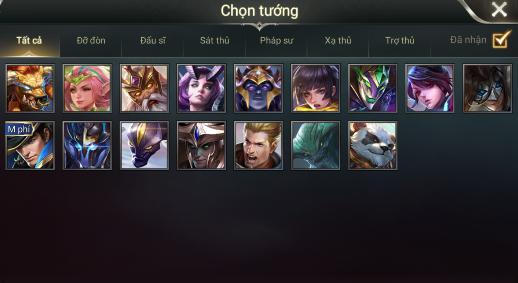 Chọn tướng
Tất cả Đỡ đòn Đấu sĩ Sát thủ Pháp sư Xạ thủ Trợ thủ Đã nhận
M phí